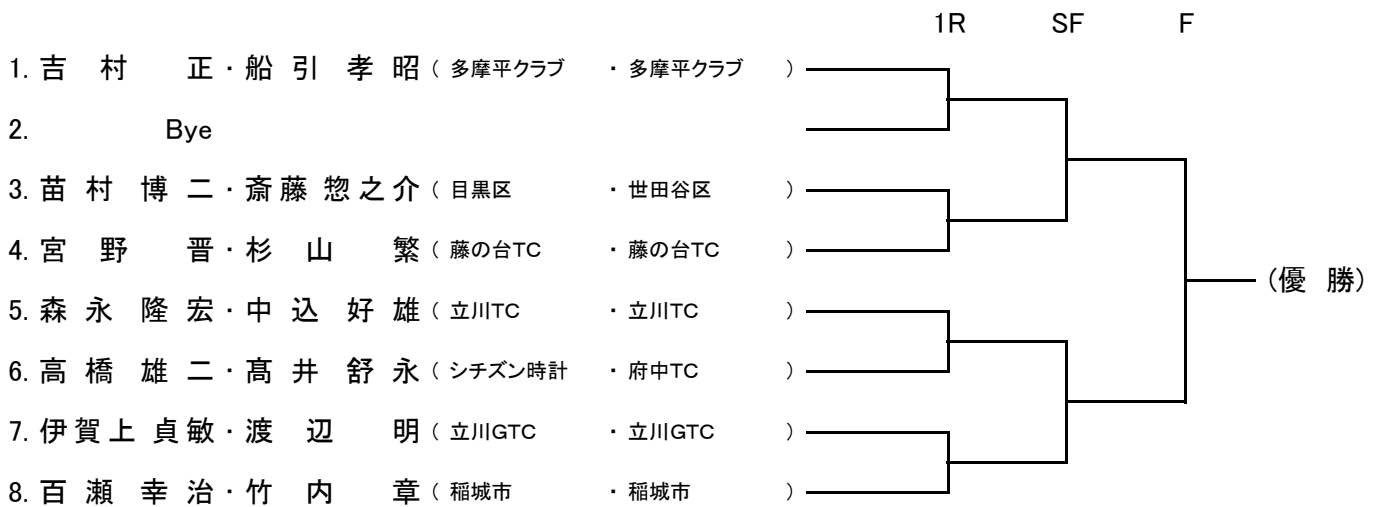 1R SF F
1. 吉 村 正・船 引 孝 昭 ( 多摩平クラブ ・ 多摩平クラブ )
2. Bye
3. 苗 村 博 二・斎 藤 惣之介 ( 目黒区 ・ 世田谷区 )
4. 宮 野 晋・杉 山 繁 ( 藤の台TC ・ 藤の台TC )
(優 勝)
5. 森 永 隆 宏・中 込 好 雄 ( 立川TC ・ 立川TC )
6. 高 橋 雄 二・髙 井 舒 永 ( シチズン時計 ・ 府中TC )
7. 伊賀上 貞敏・渡 辺 明 ( 立川GTC ・ 立川GTC )
8. 百 瀬 幸 治・竹 内 章 ( 稲城市 ・ 稲城市 )